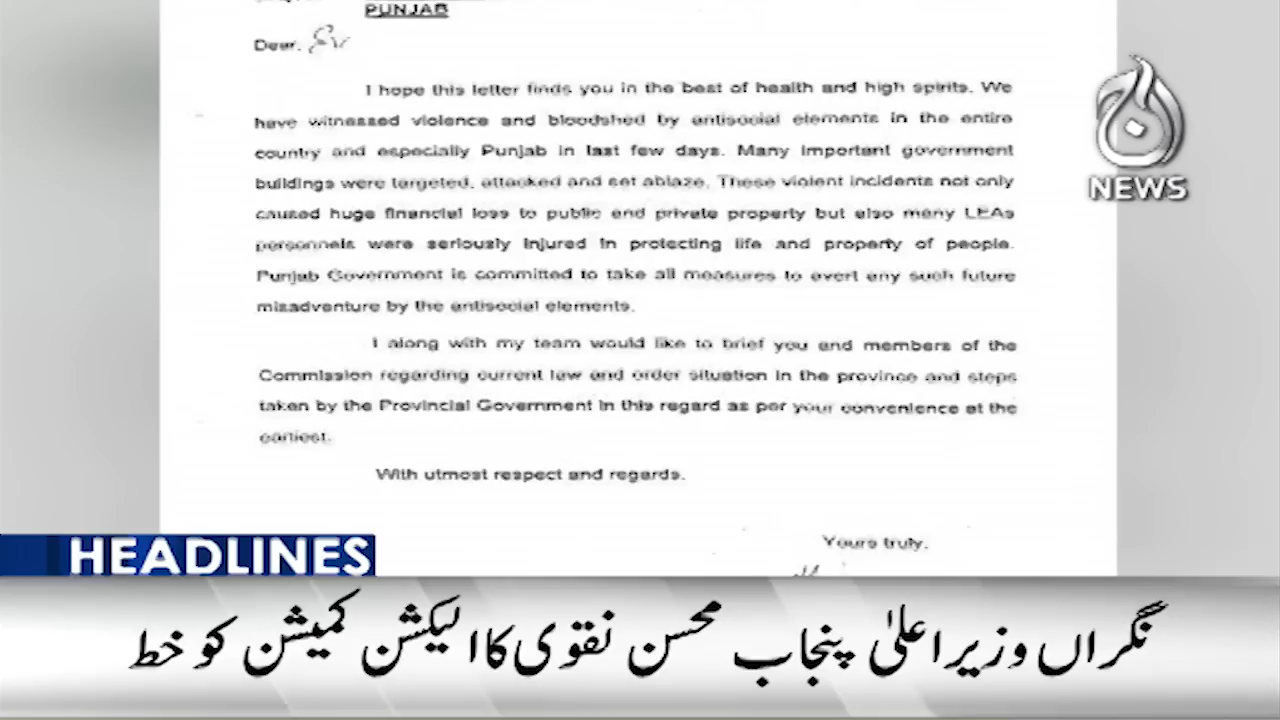 PUNJAB
Dear. Sir
I hope this letter finds you in the best of health and high spirits. We
have witnessed violence and bloodshed by antisocial elements in the entire
country and especially Punjab in last few days. Many important government
buildings were targeted, attacked and set ablaze. These violent incidents not only
caused huge financial loss to public and private property but also many LEAs
personnels were seriously injured in protecting life and property of people.
Punjab Government is committed to take all measures to avert any such future
misadventure by the antisocial elements.
I along with my team would like to brief you and members of the
Commission regarding current law and order situation in the province and steps
taken by the Provincial Government in this regard as per your convenience at the
earliest.
With utmost respect and regards.
Yours truly.
NEWS
HEADLINES
نگراں وزیراعلیٰ پنجاب محسن نقوی کا الیکشن کمیشن کو خط